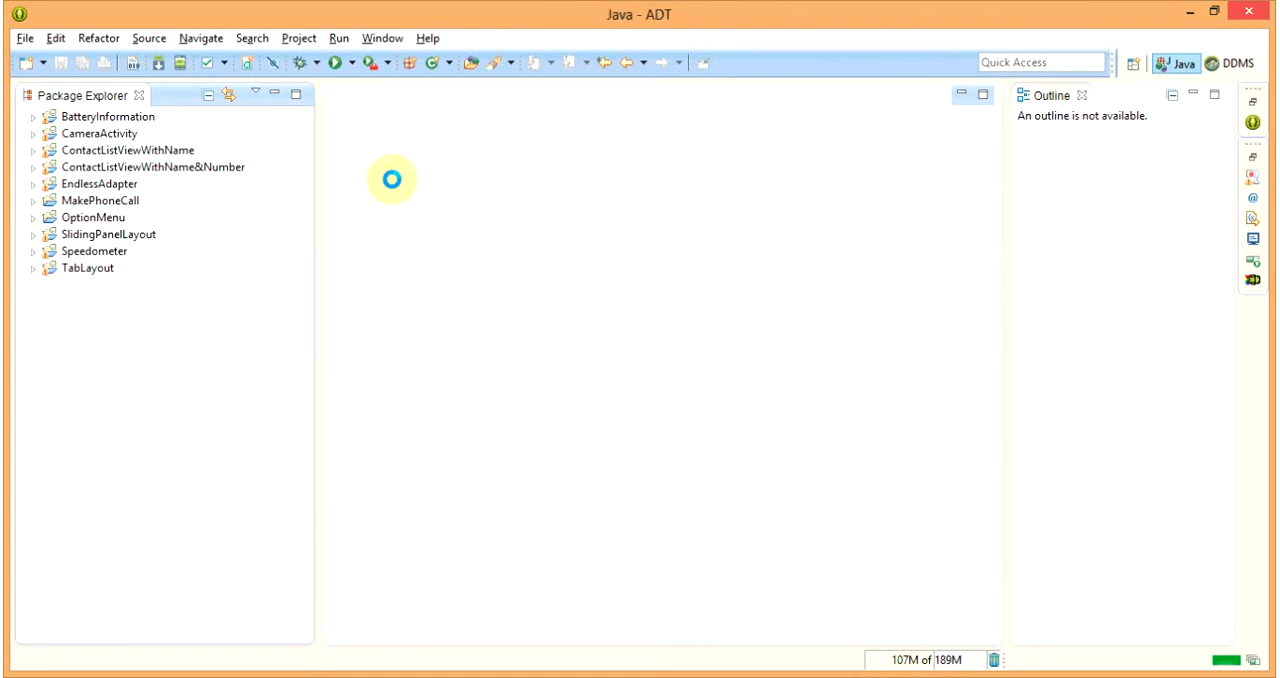 Java - ADT
File Edit Refactor Source Navigate Search Project Run Window Help
Quick Access
Java
DDMS
Package Explorer
BatteryInformation
CameraActivity
ContactListViewWithName
ContactListViewWithName&Number
EndlessAdapter
MakePhoneCall
OptionMenu
SlidingPanelLayout
Speedometer
TabLayout
Outline
An outline is not available.
107M of 189M